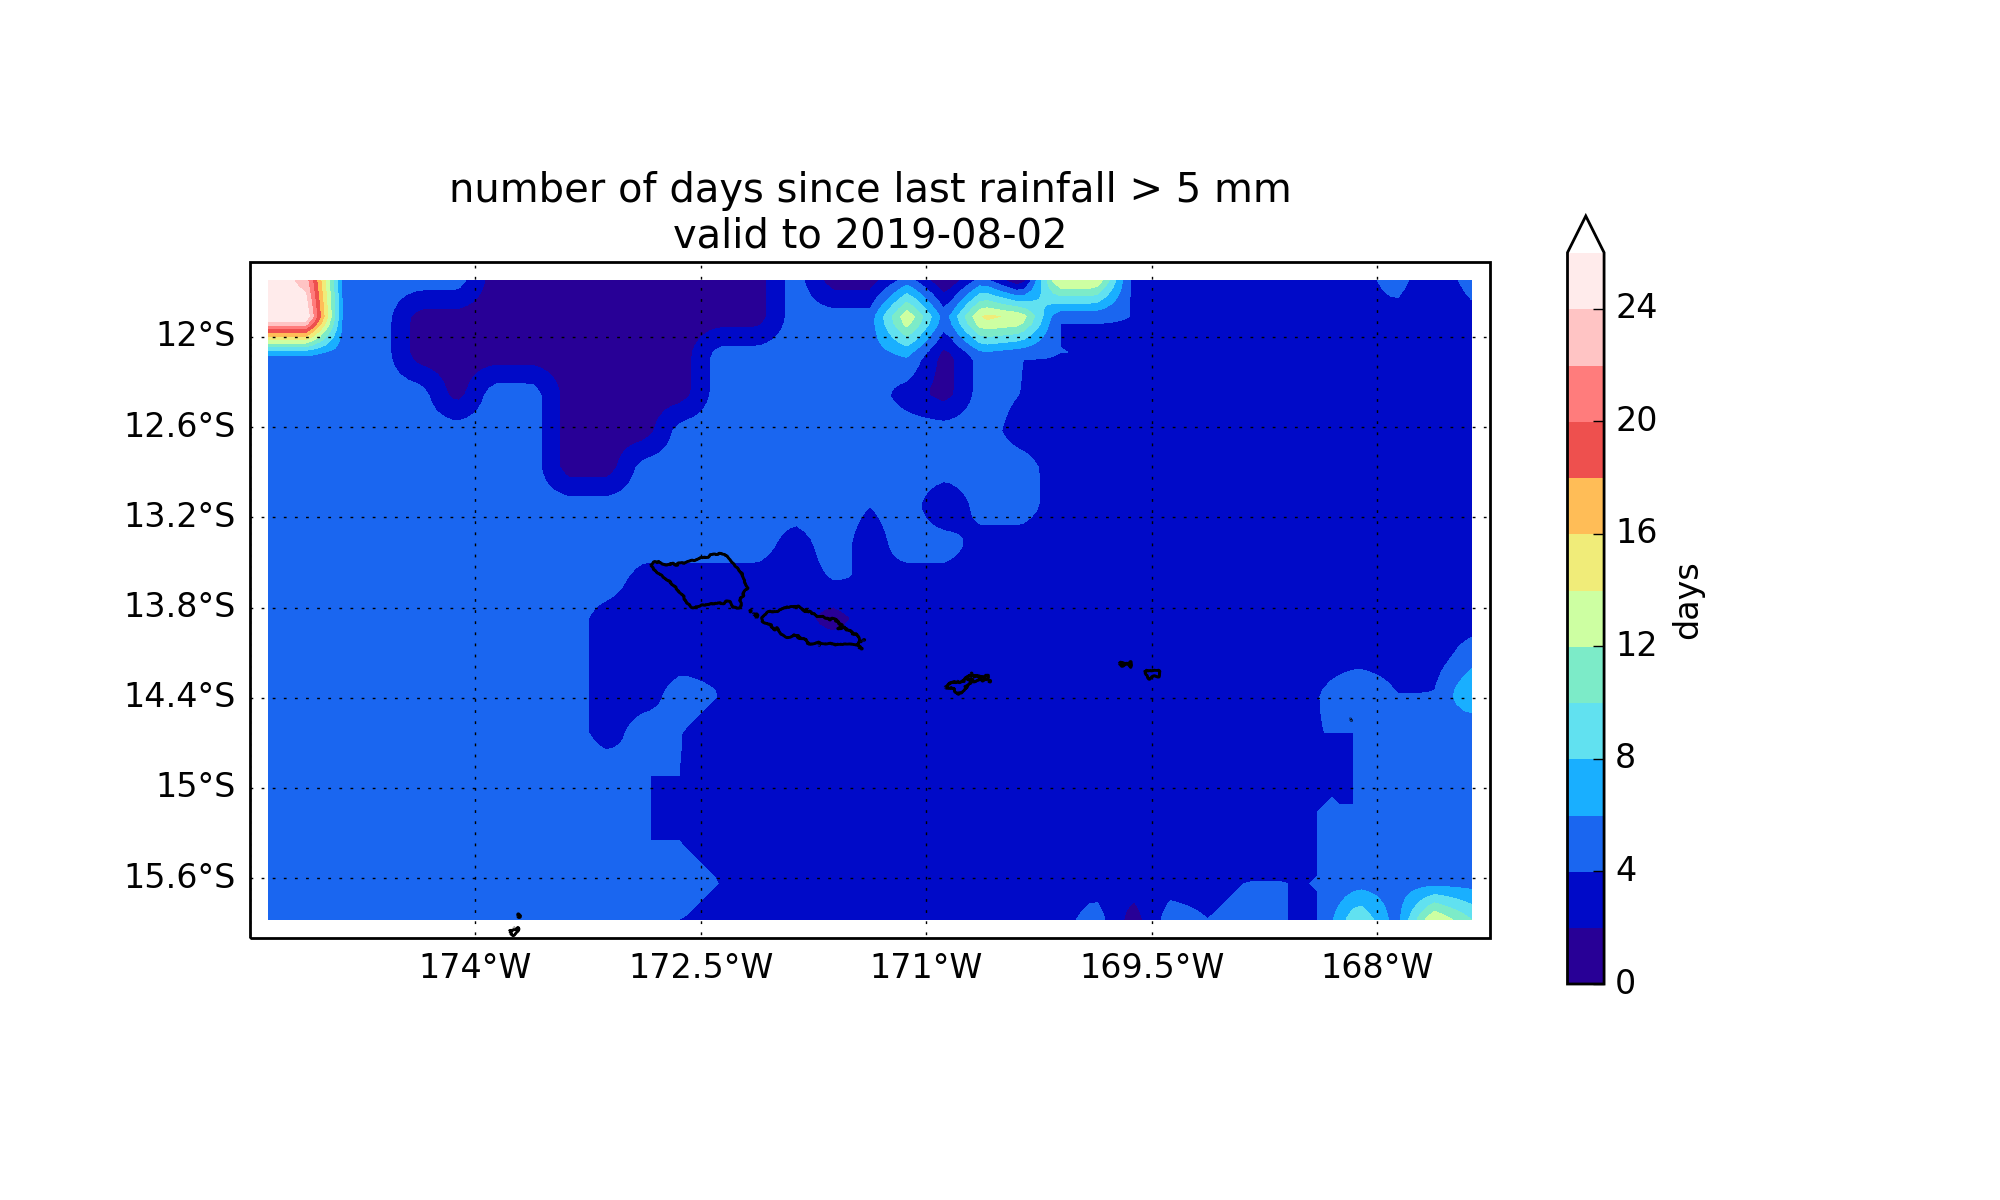 number of days since last rainfall > 5 mm
valid to 2019-08-02
12°S
12.6°S
13.2°S
13.8°S
14.4°S
15°S
15.6°S
174°W 172.5°W 171°W 169.5°W 168°W
24
20
16
12
8
4
0
days